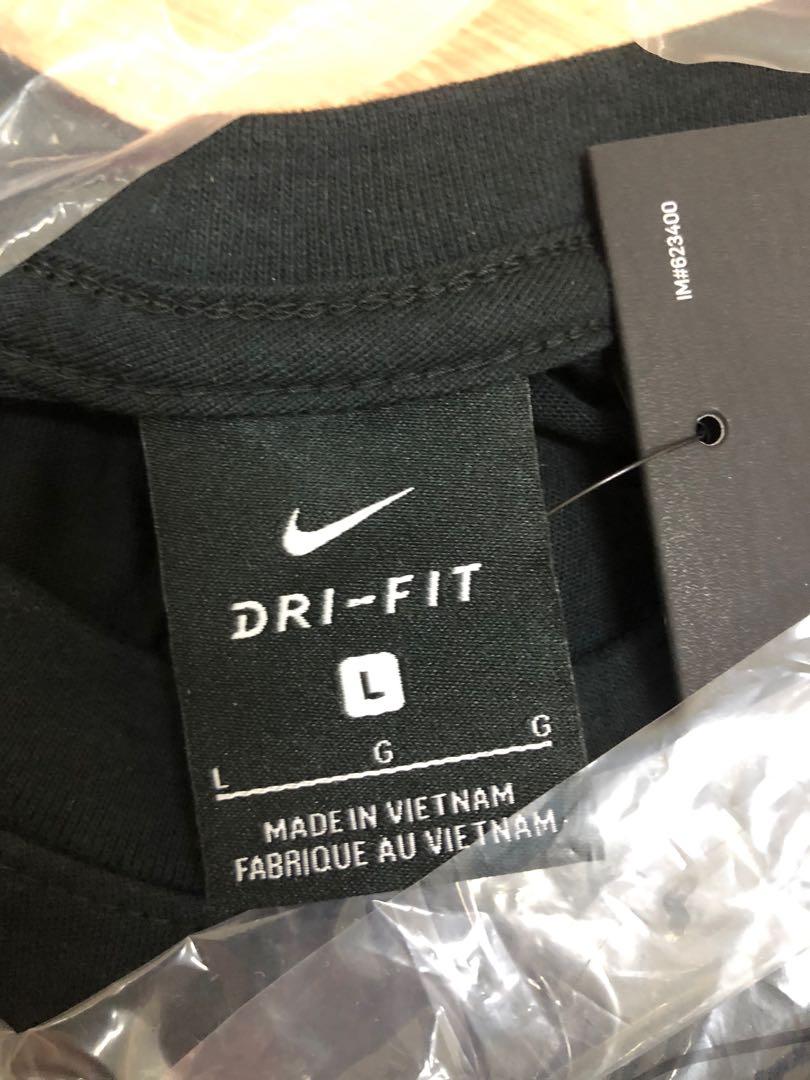 IM#623400
DRI-FIT
L
L G G
MADE IN VIETNAM
FABRIQUE AU VIETNAM